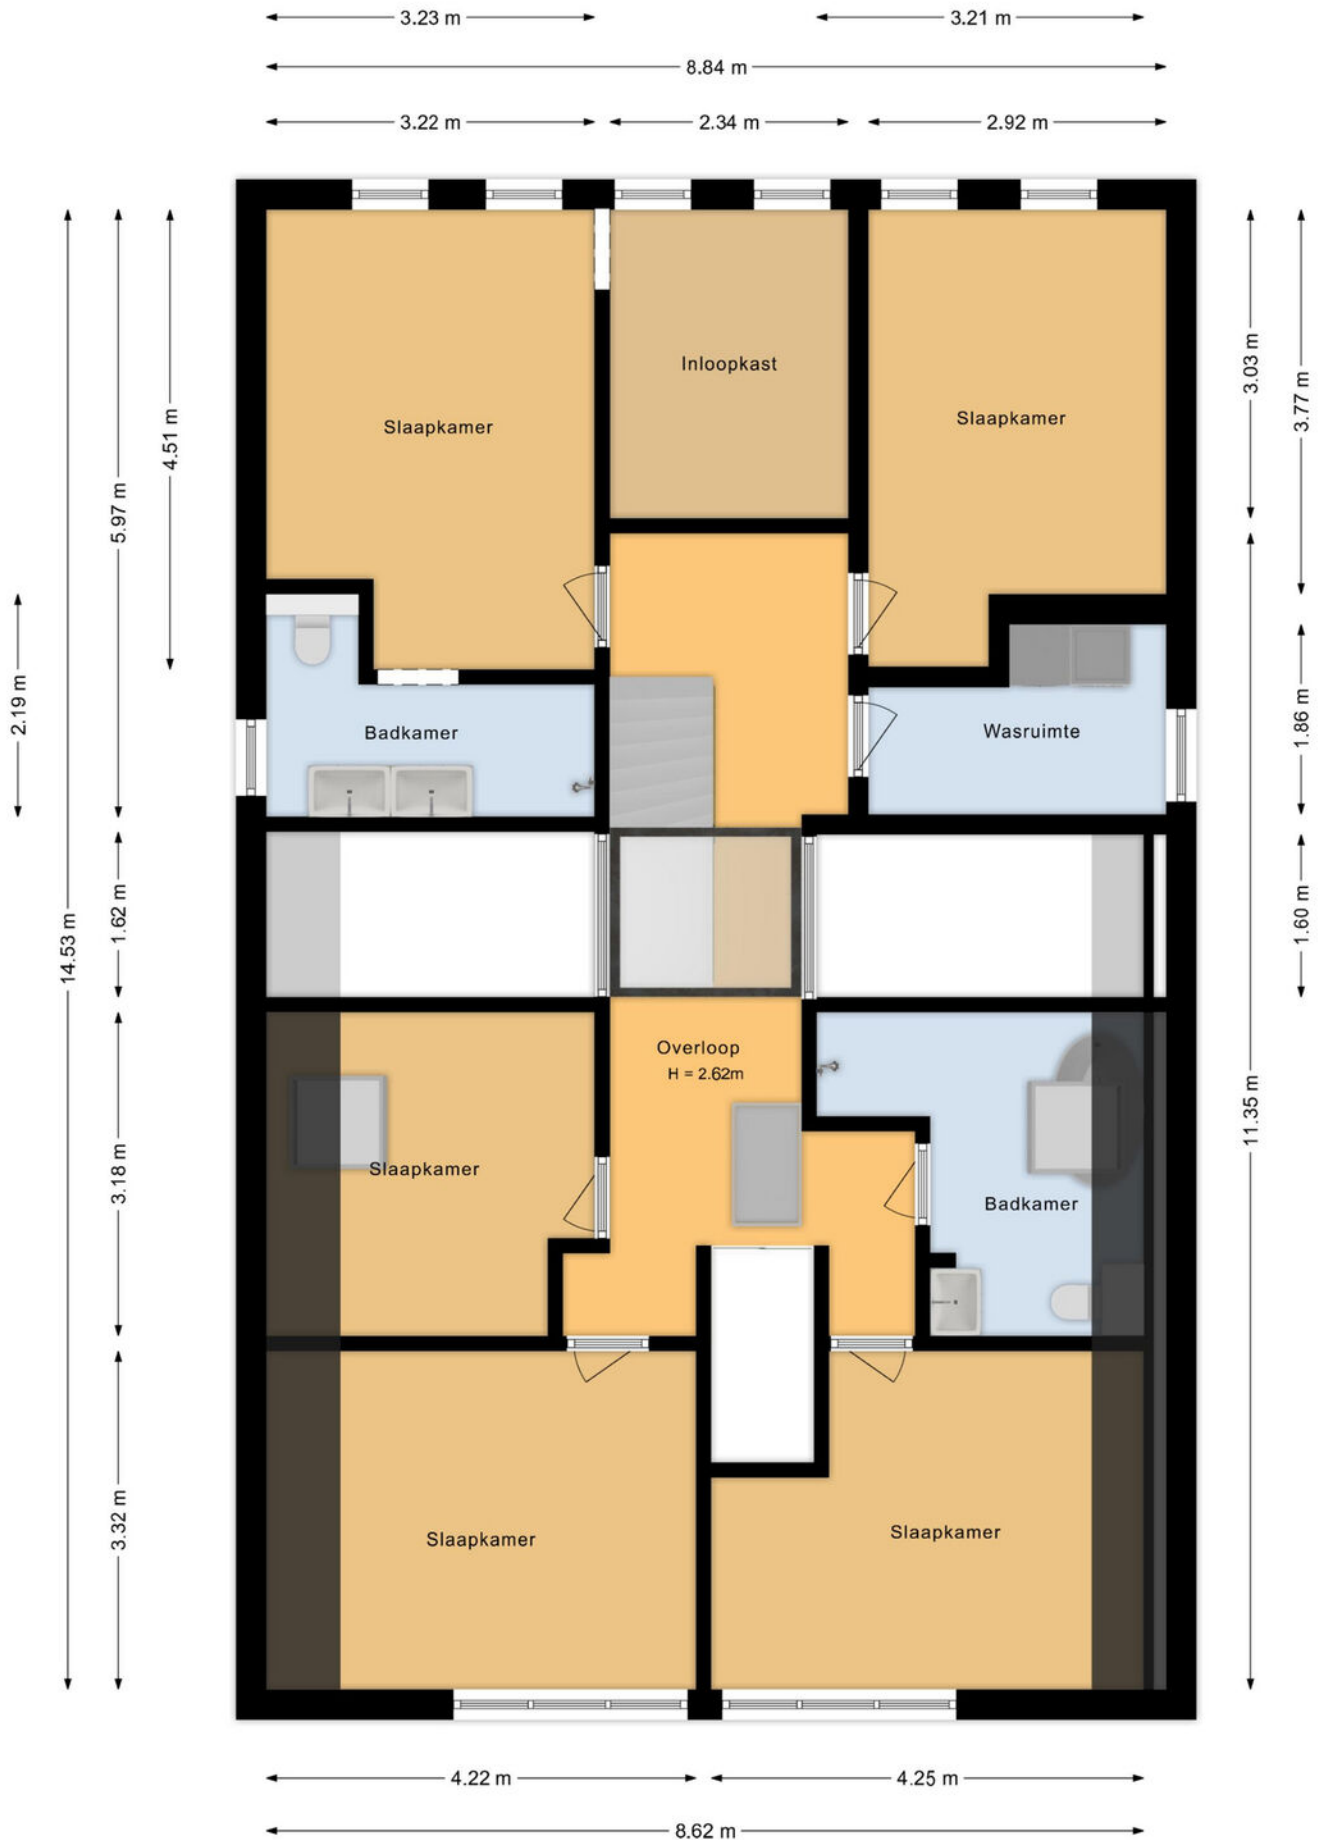 3.23 m
3.21 m
8.84 m
3.22 m
2.34 m
2.92 m
Inloopkast
Slaapkamer
Slaapkamer
3.03 m
3.77 m
4.51 m
5.97 m
2.19 m
Badkamer
Wasruimte
1.86 m
14.53 m
1.62 m
1.60 m
Overloop
H = 2.62m
Slaapkamer
Badkamer
3.18 m
11.35 m
3.32 m
Slaapkamer
Slaapkamer
4.22 m
4.25 m
8.62 m